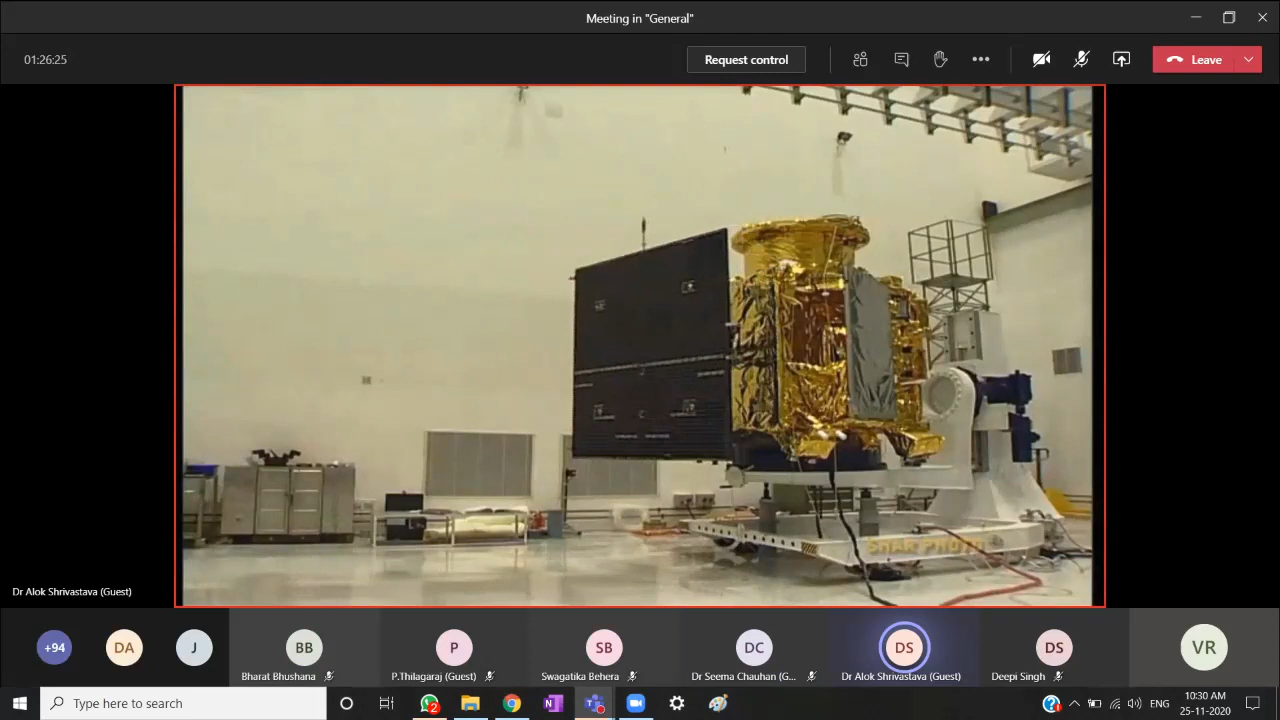 Meeting in "General"
01:26:25
Request control
Leave
SHAR PHOTO
Dr Alok Shrivastava (Guest)
+94
DA
J
BB
P
SB
DC
DS
DS
VR
Bharat Bhushana
P.Thilagaraj (Guest)
Swagatika Behera
Dr Seema Chauhan (G...
Dr Alok Shrivastava (Guest)
Deepi Singh
Type here to search
2
ENG
10:30 AM
25-11-2020